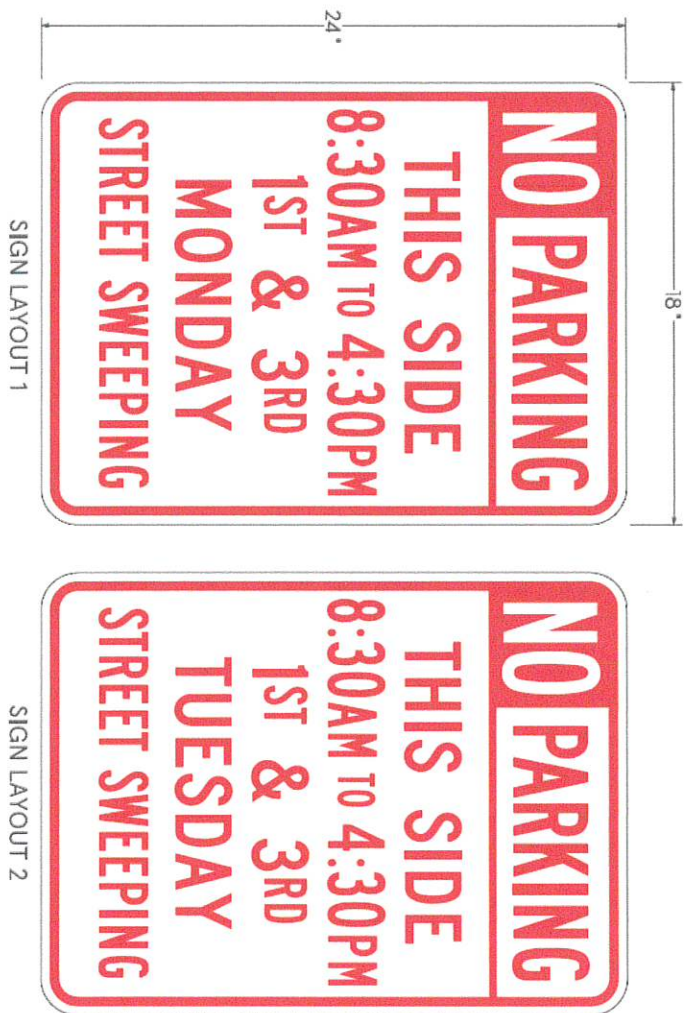 24"
18"
NO PARKING
THIS SIDE
8:30AM TO 4:30PM
1ST & 3RD
MONDAY
STREET SWEEPING
SIGN LAYOUT 1
NO PARKING
THIS SIDE
8:30AM TO 4:30PM
1ST & 3RD
TUESDAY
STREET SWEEPING
SIGN LAYOUT 2